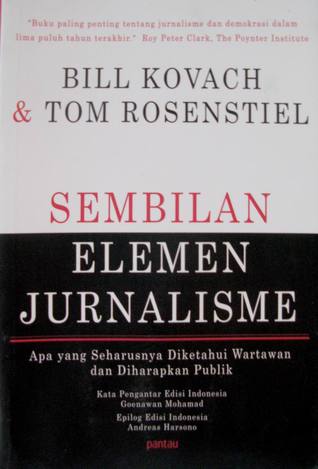 "Buku paling penting tentang jurnalisme dan demokrasi dalam
lima puluh tahun terakhir." Roy Peter Clark, The Poynter Institute
BILL KOVACH
& TOM ROSENSTIEL
SEMBILAN
ELEMEN
JURNALISME
Apa yang Seharusnya Diketahui Wartawan
dan Diharapkan Publik
Kata Pengantar Edisi Indonesia
Goenawan Mohamad
Epilog Edisi Indonesia
Andreas Harsono
pantau